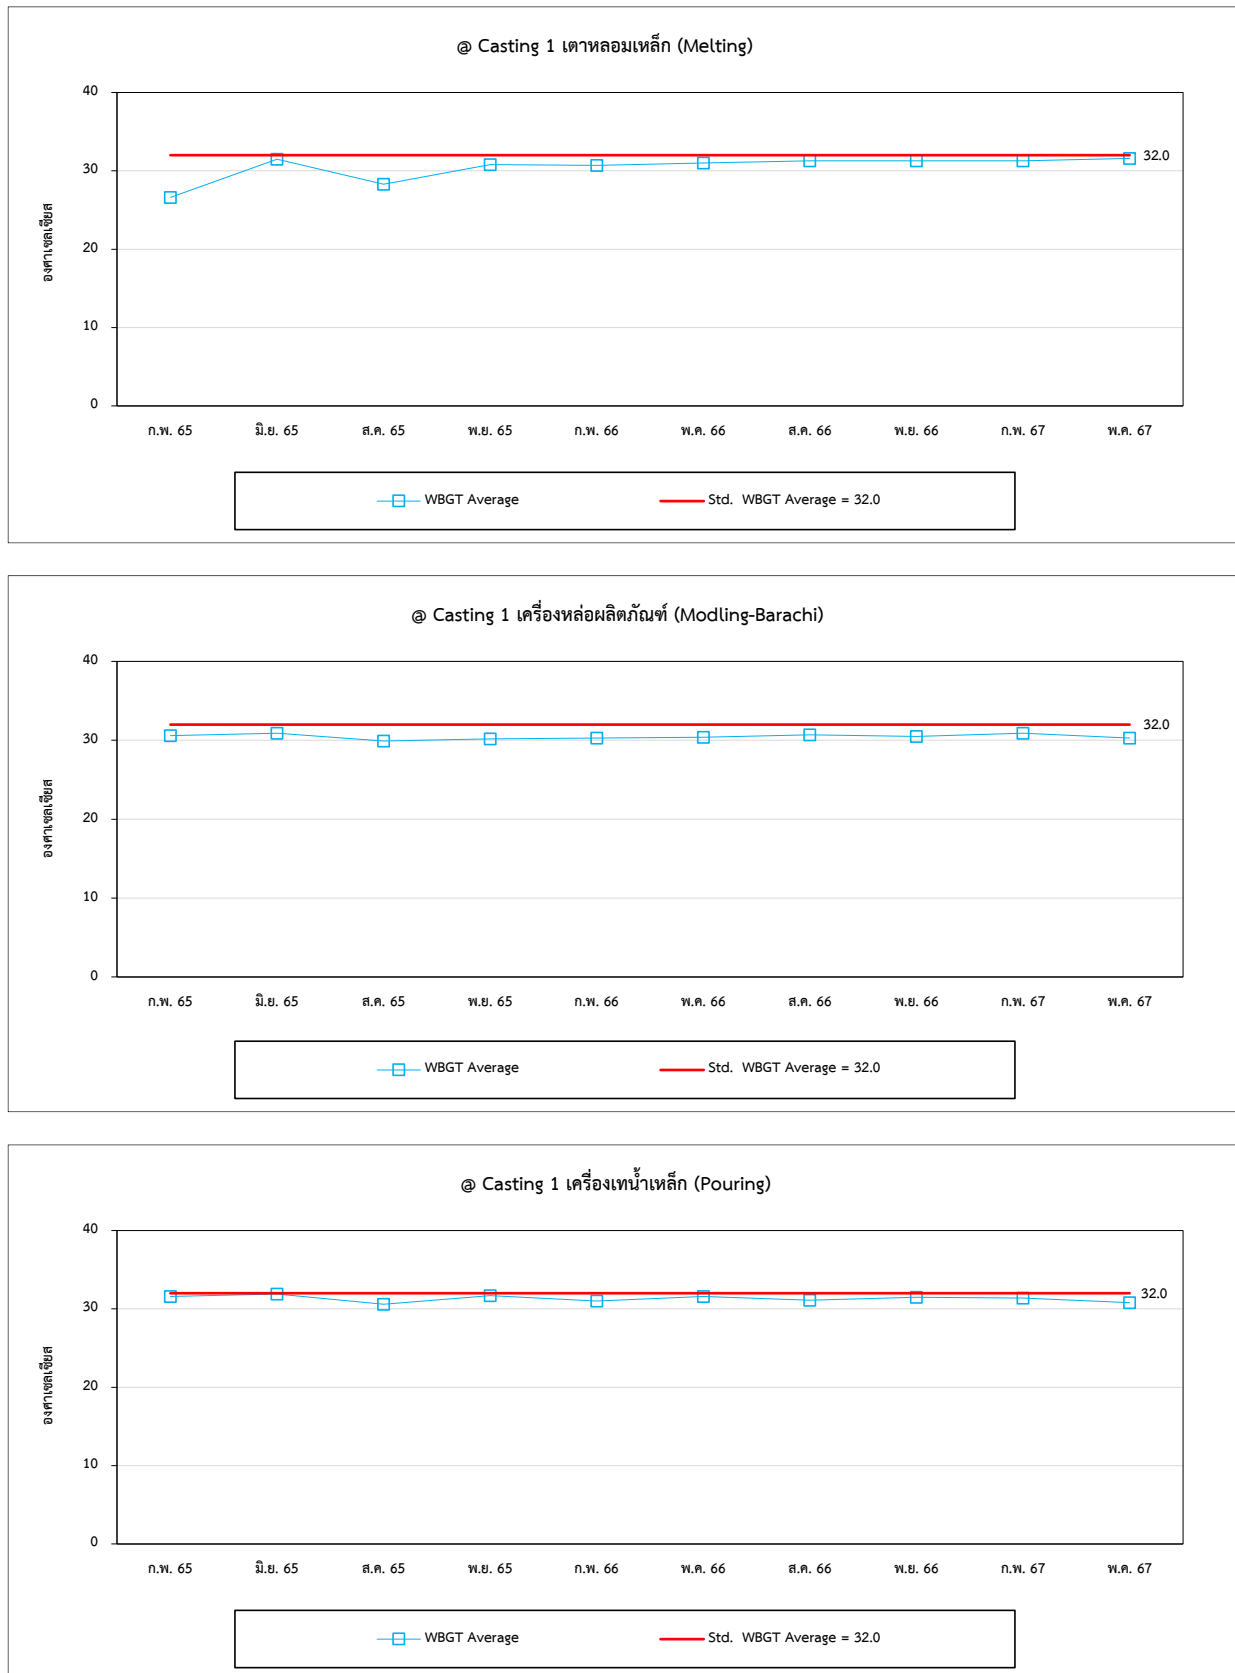 @ Casting 1 เตาหลอมเหล็ก (Melting)
40
30
20
10
0
องศาเซลเซียส
32.0
ก.พ. 65 มิ.ย. 65 ส.ค. 65 พ.ย. 65 ก.พ. 66 พ.ค. 66 ส.ค. 66 พ.ย. 66 ก.พ. 67 พ.ค. 67
WBGT Average Std. WBGT Average = 32.0
@ Casting 1 เครื่องหล่อผลิตภัณฑ์ (Modling-Barachi)
40
30
20
10
0
องศาเซลเซียส
32.0
ก.พ. 65 มิ.ย. 65 ส.ค. 65 พ.ย. 65 ก.พ. 66 พ.ค. 66 ส.ค. 66 พ.ย. 66 ก.พ. 67 พ.ค. 67
WBGT Average Std. WBGT Average = 32.0
@ Casting 1 เครื่องเทน้ำเหล็ก (Pouring)
40
30
20
10
0
องศาเซลเซียส
32.0
ก.พ. 65 มิ.ย. 65 ส.ค. 65 พ.ย. 65 ก.พ. 66 พ.ค. 66 ส.ค. 66 พ.ย. 66 ก.พ. 67 พ.ค. 67
WBGT Average Std. WBGT Average = 32.0